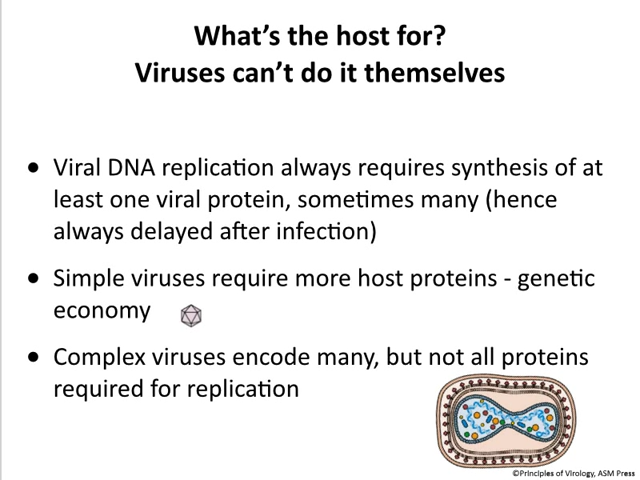 What's the host for?
Viruses can't do it themselves
• Viral DNA replication always requires synthesis of at
least one viral protein, sometimes many (hence
always delayed after infection)
• Simple viruses require more host proteins - genetic
economy
• Complex viruses encode many, but not all proteins
required for replication
©Principles of Virology, ASM Press